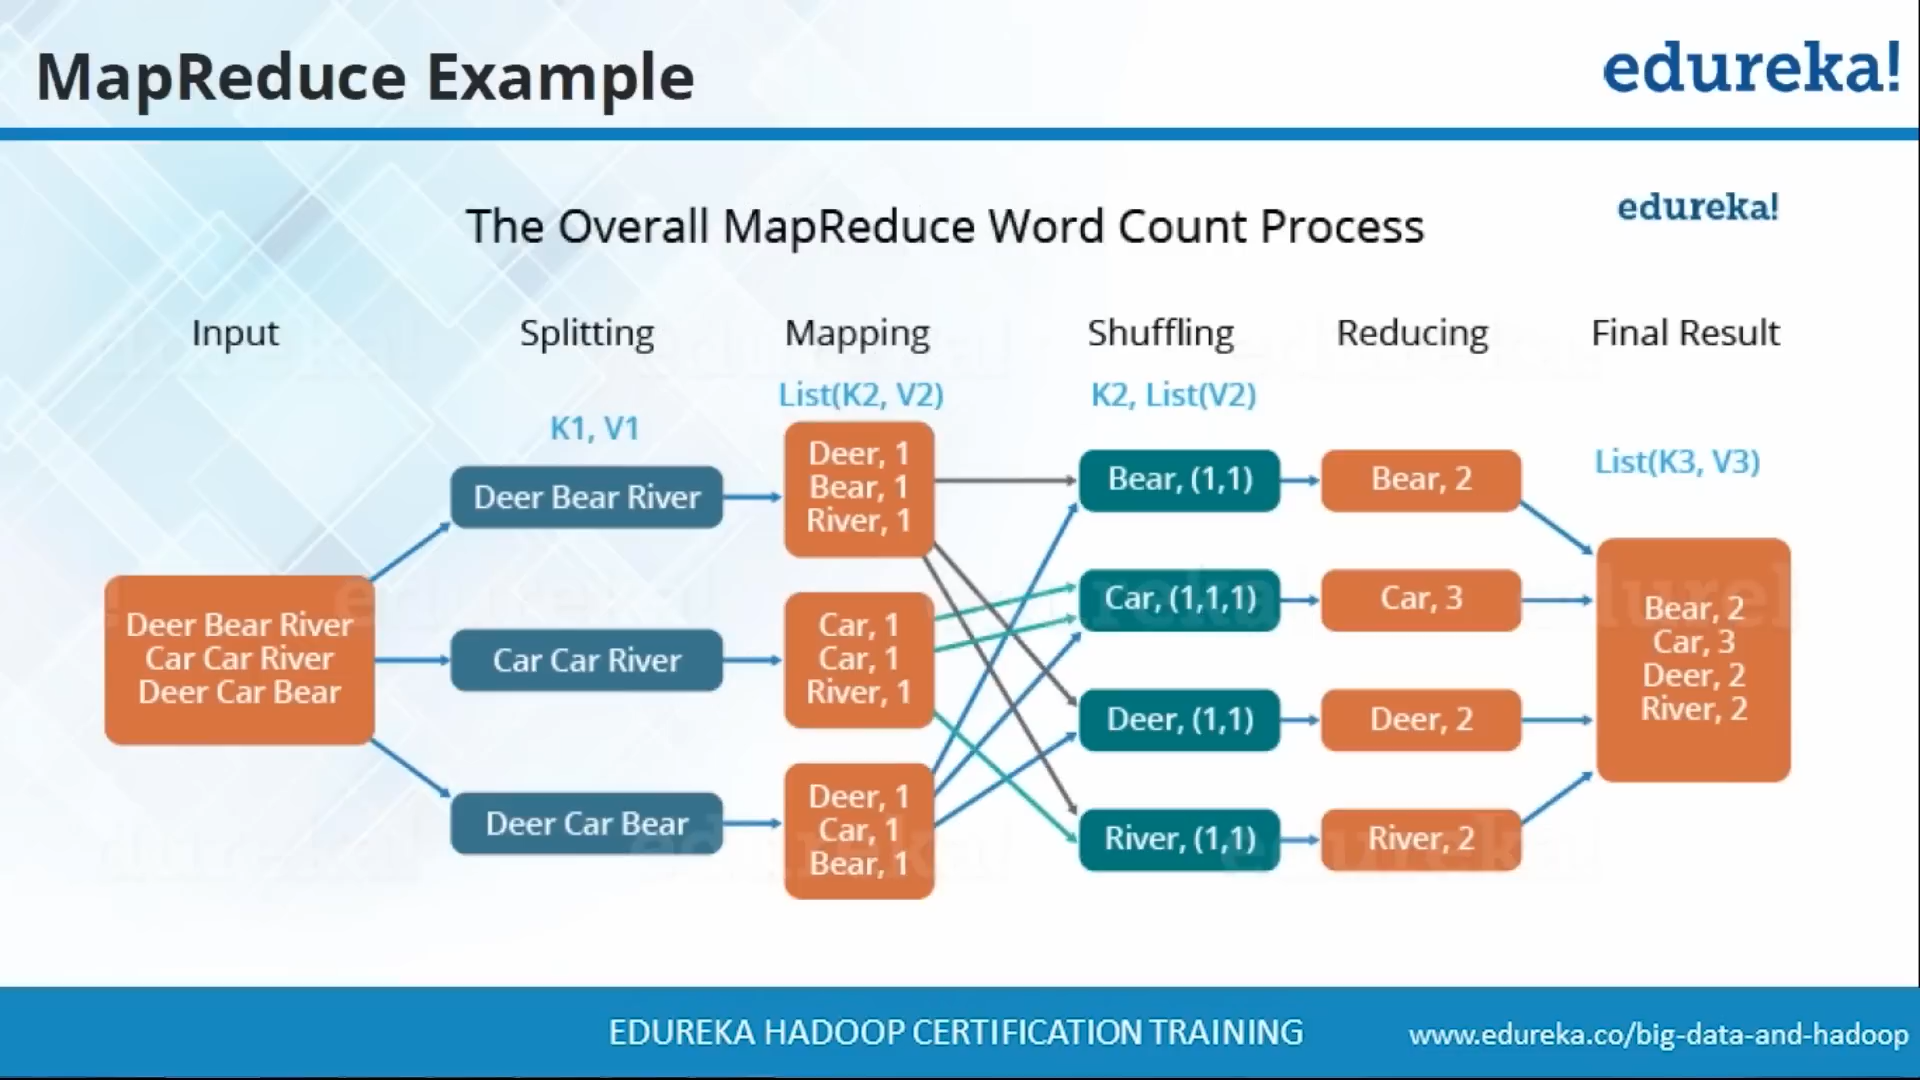 MapReduce Example
edureka!
edureka!
The Overall MapReduce Word Count Process
Input
Splitting
Mapping
Shuffling
Reducing
Final Result
K1, V1
List(K2, V2)
K2, List(V2)
List(K3, V3)
Deer Bear River
Car Car River
Deer Car Bear
Deer Bear River
Car Car River
Deer Car Bear
Deer, 1
Bear, 1
River, 1
Car, 1
Car, 1
River, 1
Deer, 1
Car, 1
Bear, 1
Bear, (1,1)
Car, (1,1,1)
Deer, (1,1)
River, (1,1)
Bear, 2
Car, 3
Deer, 2
River, 2
Bear, 2
Car, 3
Deer, 2
River, 2
EDUREKA HADOOP CERTIFICATION TRAINING
www.edureka.co/big-data-and-hadoop